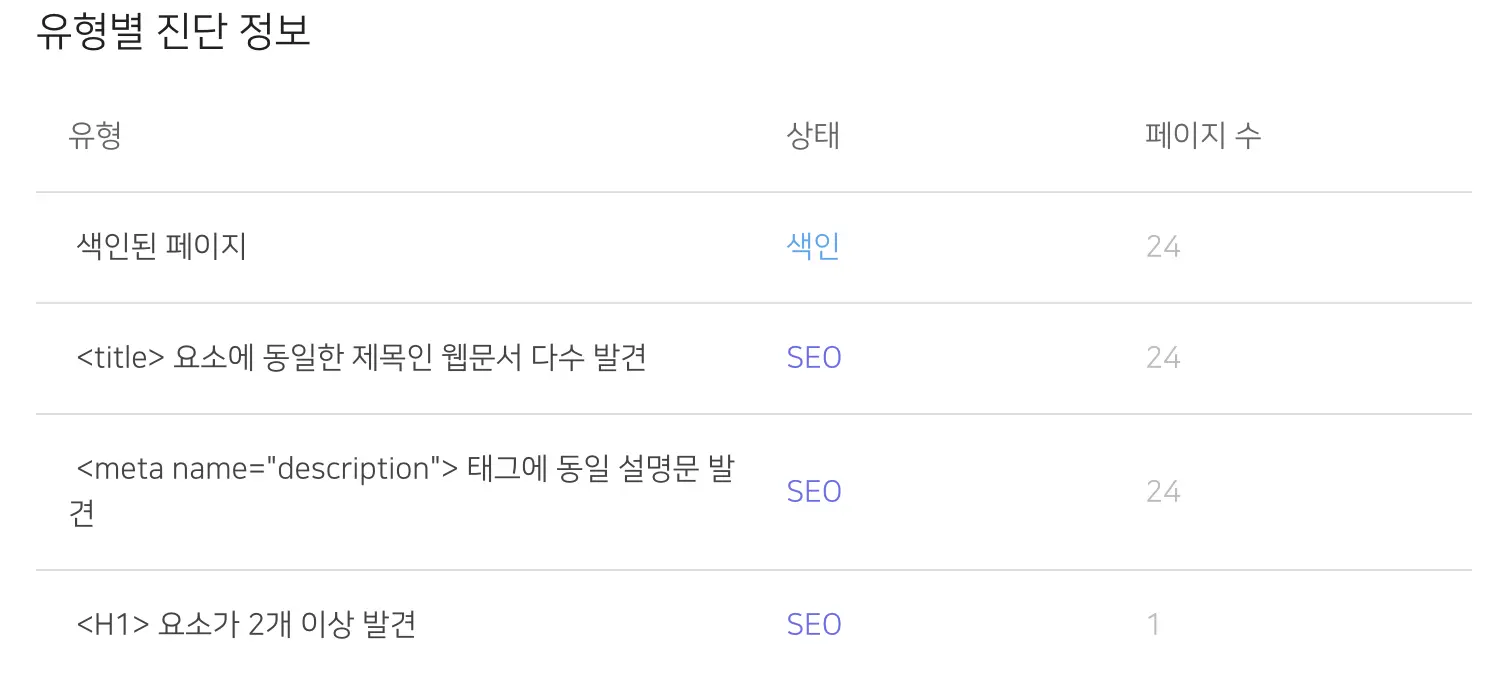 유형별 진단 정보
유형 상태 페이지 수
색인된 페이지 색인 24
<title> 요소에 동일한 제목인 웹문서 다수 발견 SEO 24
<meta name="description"> 태그에 동일 설명문 발
견 SEO 24
<H1> 요소가 2개 이상 발견 SEO 1